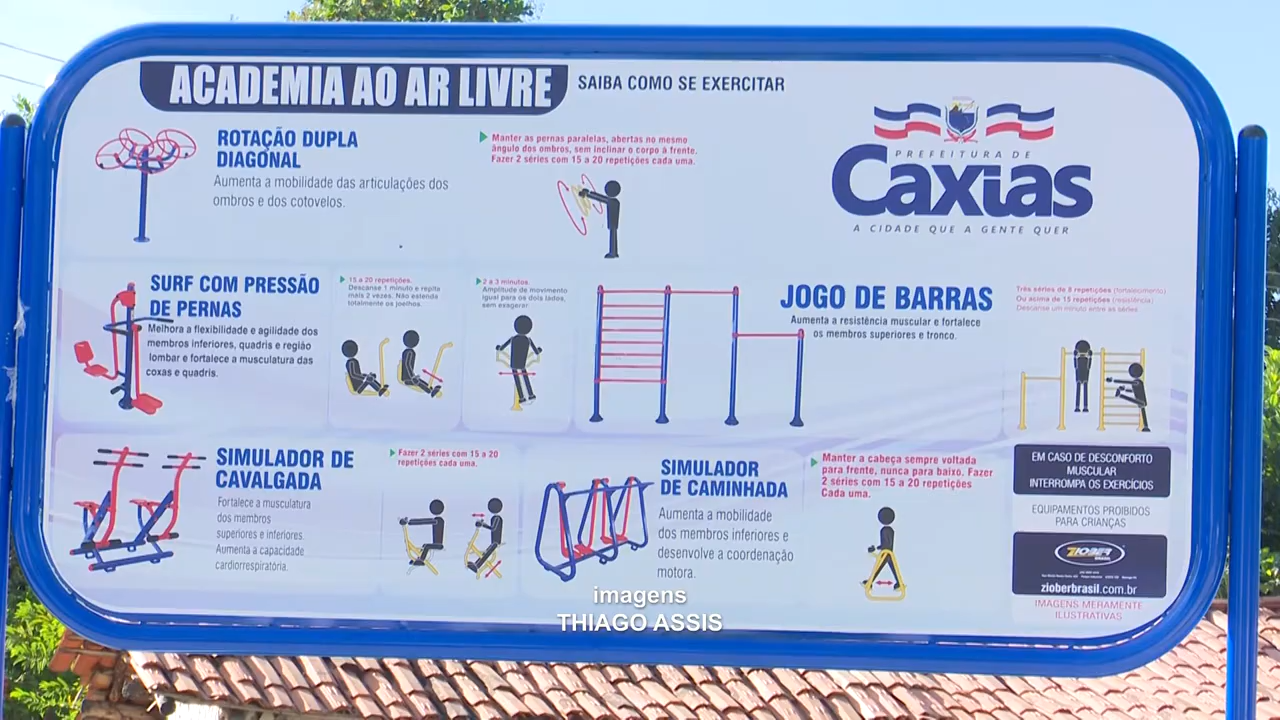 ACADEMIA AO AR LIVRE
SAIBA COMO SE EXERCITAR
ROTAÇÃO DUPLA
DIAGONAL
Aumenta a mobilidade das articulações dos
ombros e dos cotovelos.
Manter as pernas paralelas, abertas no mesmo
ângulo dos ombros, sem inclinar o corpo à frente.
Fazer 2 séries com 15 a 20 repetições cada uma.
PREFEITURA DE
Caxias
A CIDADE QUE A GENTE QUER
SURF COM PRESSÃO
DE PERNAS
Melhora a flexibilidade e agilidade dos
membros inferiores, quadris e região
lombar e fortalece a musculatura das
coxas e quadris.
15 a 20 repetições.
Descanse 1 minuto e repita
mais 2 vezes. Não estenda
totalmente os joelhos.
2 a 3 minutos.
Amplitude de movimento
igual para os dois lados,
sem exagerar.
JOGO DE BARRAS
Aumenta a resistência muscular e fortalece
os membros superiores e tronco.
Três séries de 8 repetições (fortalecimento)
Ou acima de 15 repetições (resistência)
Descanse um minuto entre as séries.
SIMULADOR DE
CAVALGADA
Fortalece a musculatura
dos membros
superiores e inferiores.
Aumenta a capacidade
cardiorrespiratória.
Fazer 2 séries com 15 a 20
repetições cada uma.
SIMULADOR
DE CAMINHADA
Aumenta a mobilidade
dos membros inferiores e
desenvolve a coordenação
motora.
Manter a cabeça sempre voltada
para frente, nunca para baixo. Fazer
2 séries com 15 a 20 repetições
Cada uma.
EM CASO DE DESCONFORTO
MUSCULAR
INTERROMPA OS EXERCÍCIOS
EQUIPAMENTOS PROIBIDOS
PARA CRIANÇAS
ZIOBER
BRASIL
zioberbrasil.com.br
IMAGENS MERAMENTE
ILUSTRATIVAS
imagens
THIAGO ASSIS